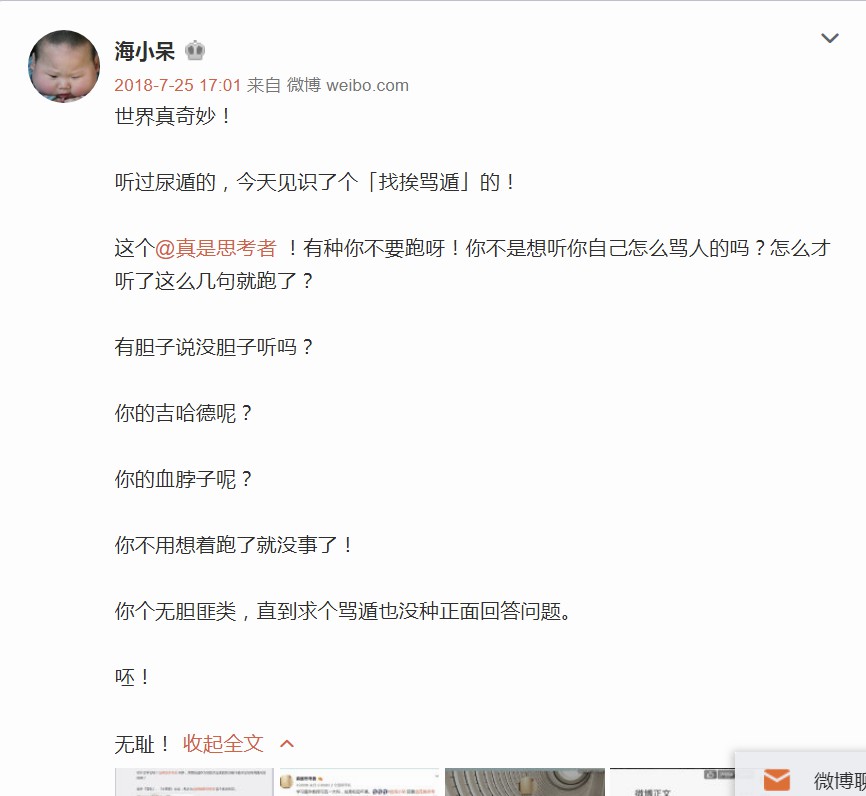 海小呆
2018-7-25 17:01 来自 微博 weibo.com
世界真奇妙！
听过尿遁的，今天见识了个「找挨骂遁」的！
这个@真是思考者 ！有种你不要跑呀！你不是想听你自己怎么骂人的吗？怎么才
听了这么几句就跑了？
有胆子说没胆子听吗？
你的吉哈德呢？
你的血脖子呢？
你不用想着跑了就没事了！
你个无胆匪类，直到求个骂遁也没种正面回答问题。
呸！
无耻！ 收起全文
微博正文
微博聊